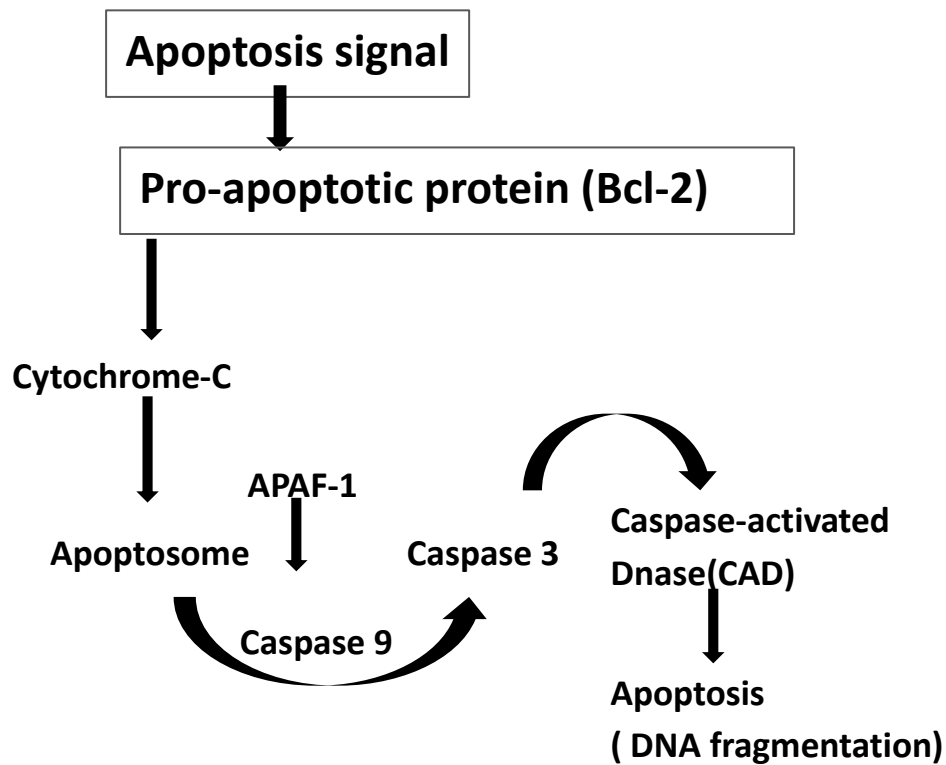 Apoptosis signal
Pro-apoptotic protein (Bcl-2)
Cytochrome-C
APAF-1
Apoptosome
Caspase 9
Caspase 3
Caspase-activated
Dnase(CAD)
Apoptosis
( DNA fragmentation)